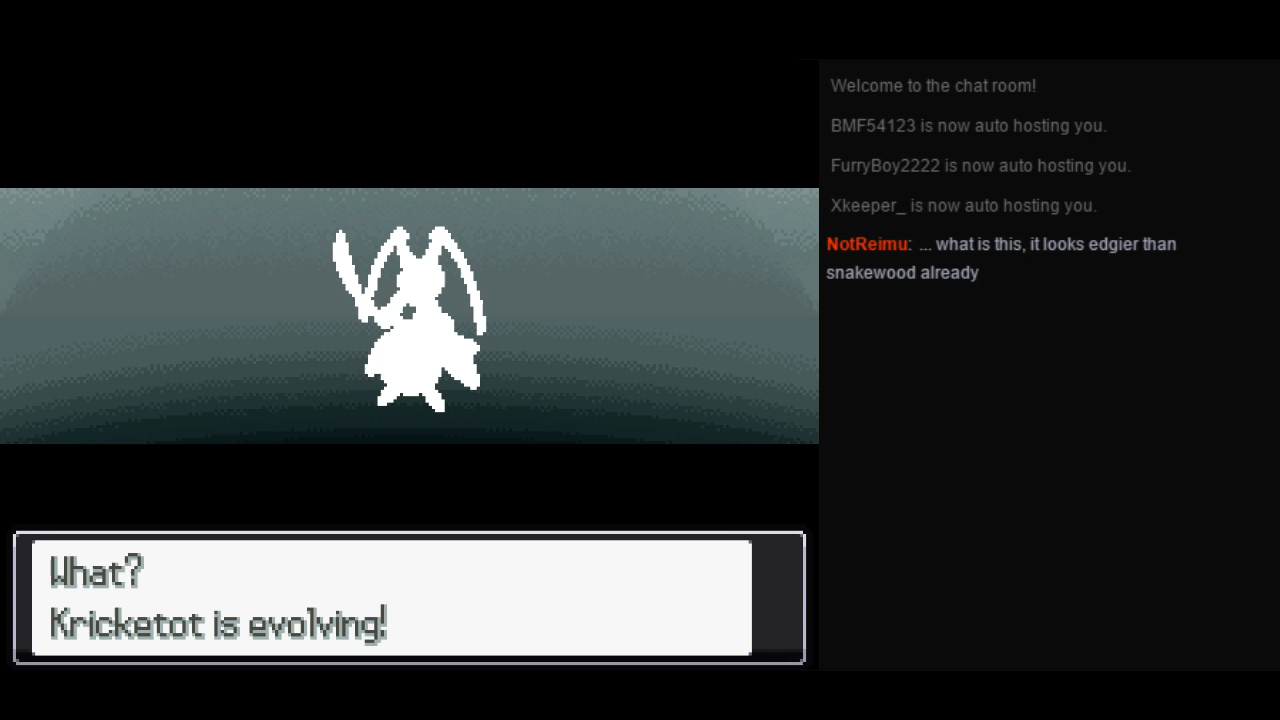 Welcome to the chat room!
BMF54123 is now auto hosting you.
FurryBoy2222 is now auto hosting you.
Xkeeper_ is now auto hosting you.
NotReimu: ... what is this, it looks edgier than
snakewood already
What?
Kricketot is evolving!